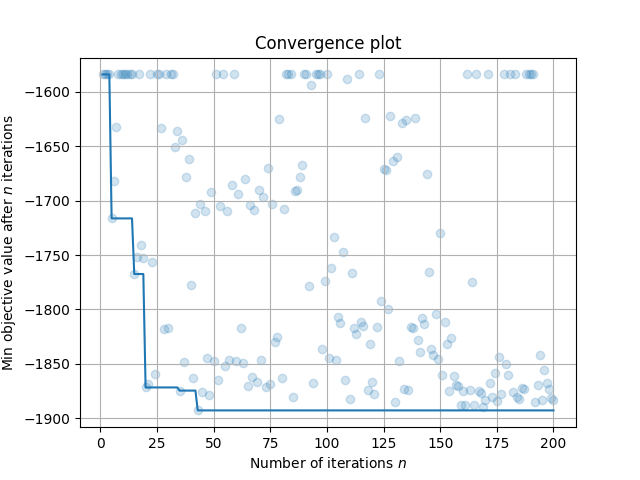 Convergence plot
Min objective value after n iterations
−1600
−1650
−1700
−1750
−1800
−1850
−1900
0 25 50 75 100 125 150 175 200
Number of iterations n